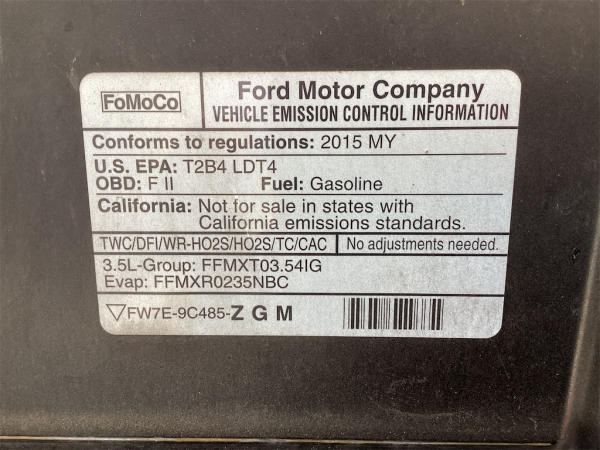 FoMoCo
Ford Motor Company
VEHICLE EMISSION CONTROL INFORMATION
Conforms to regulations: 2015 MY
U.S. EPA: T2B4 LDT4
OBD: F II Fuel: Gasoline
California: Not for sale in states with
California emissions standards.
TWC/DFI/WR-HO2S/HO2S/TC/CAC No adjustments needed.
3.5L-Group: FFMXT03.54IG
Evap: FFMXR0235NBC
▽FW7E-9C485-Z G M